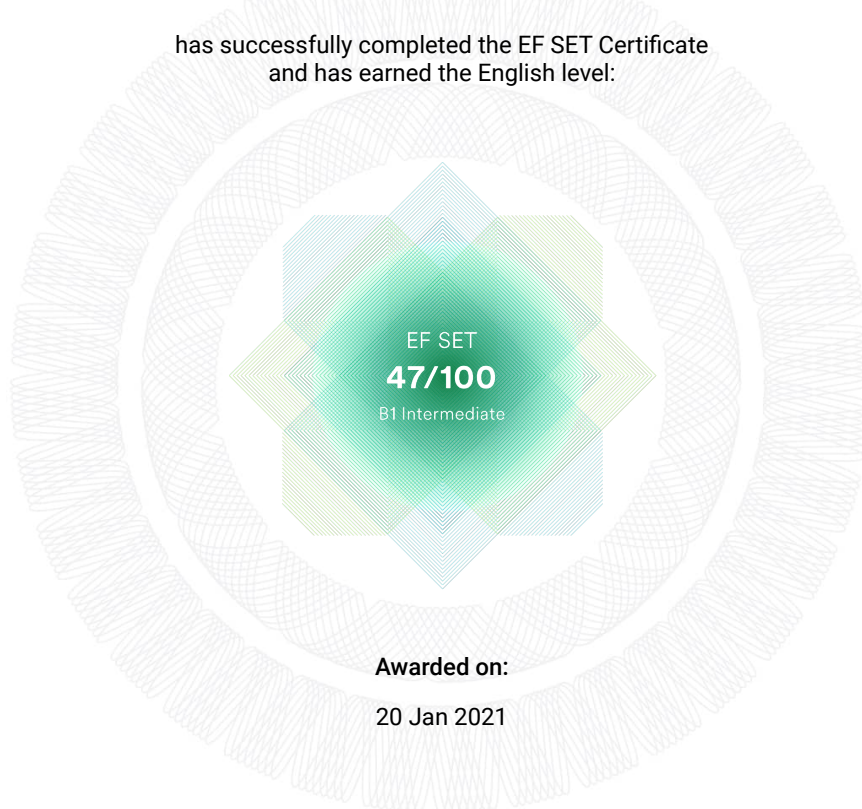 has successfully completed the EF SET Certificate
and has earned the English level:
EF SET
47/100
B1 Intermediate
Awarded on:
20 Jan 2021